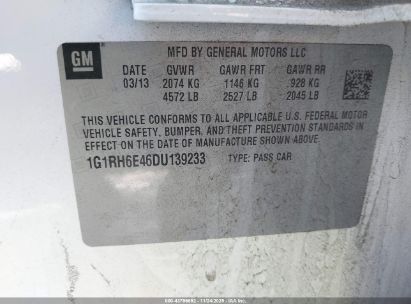 GM
MFD BY GENERAL MOTORS LLC
DATE GVWR GAWR FRT GAWR RR
03/13 2074 KG 1146 KG 928 KG
4572 LB 2527 LB 2045 LB
THIS VEHICLE CONFORMS TO ALL APPLICABLE U.S. FEDERAL MOTOR
VEHICLE SAFETY, BUMPER, AND THEFT PREVENTION STANDARDS IN
EFFECT ON THE DATE OF MANUFACTURE SHOWN ABOVE.
1G1RH6E46DU139233 TYPE: PASS CAR